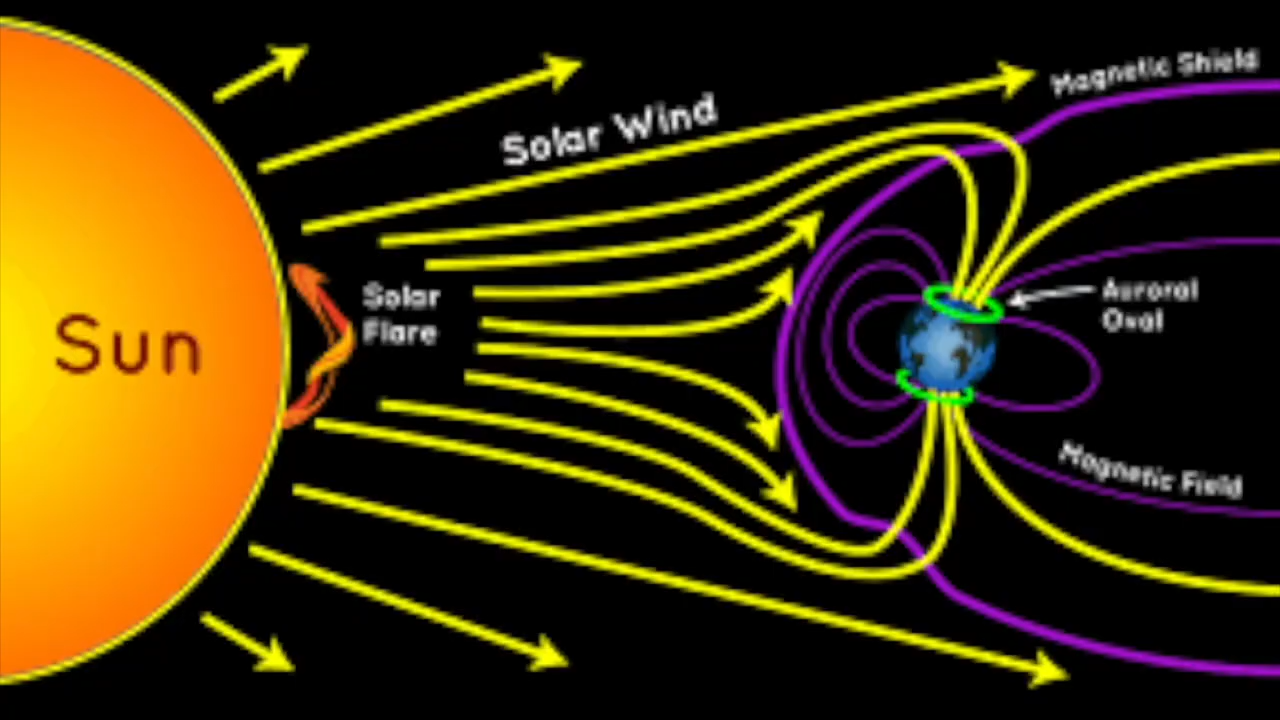 Magnetic Shield
Solar Wind
Solar
Flare
Sun
Auroral
Oval
Magnetic Field